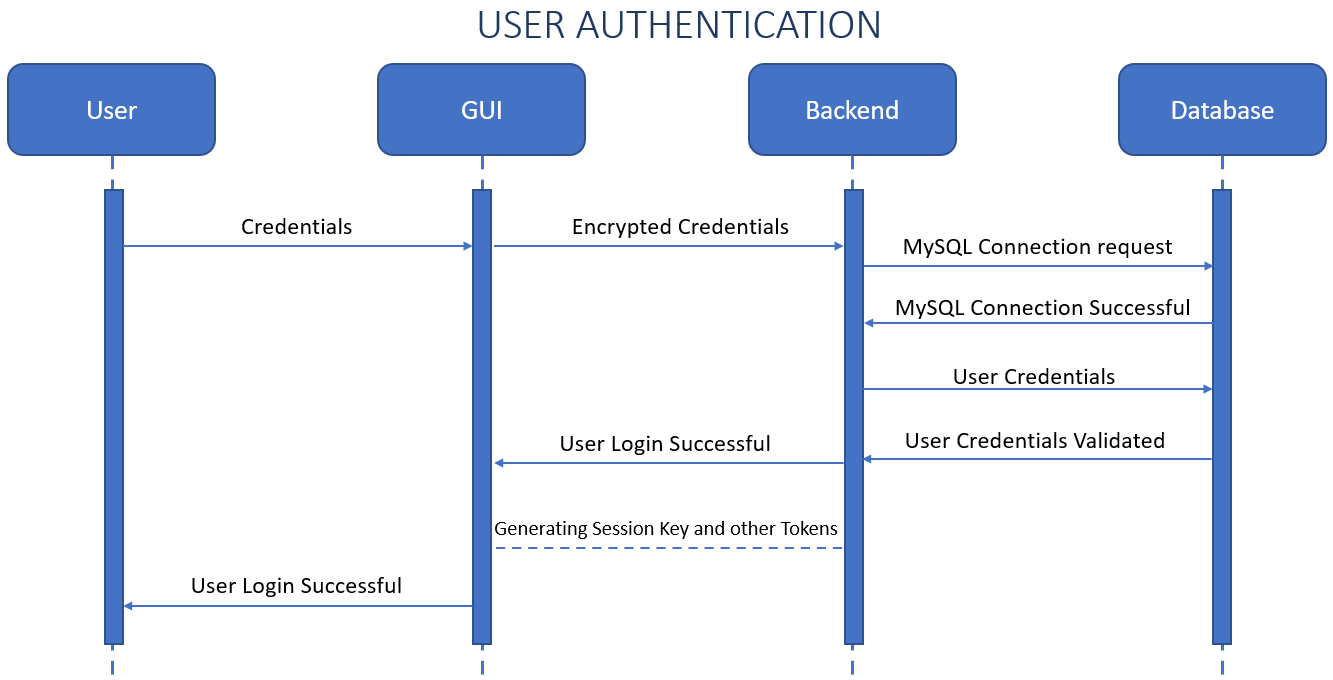 USER AUTHENTICATION
User
GUI
Backend
Database
Credentials
Encrypted Credentials
MySQL Connection request
MySQL Connection Successful
User Credentials
User Credentials Validated
User Login Successful
Generating Session Key and other Tokens
User Login Successful